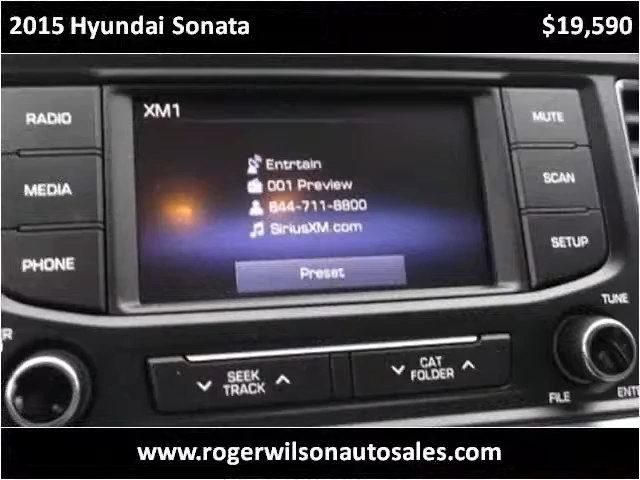 2015 Hyundai Sonata $19,590
XM1
RADIO
MEDIA
PHONE
Entrtain
001 Preview
844-711-8800
SiriusXM.com
Preset
MUTE
SCAN
SETUP
TUNE
SEEK
TRACK
CAT
FOLDER
FILE
www.rogerwilsonautosales.com